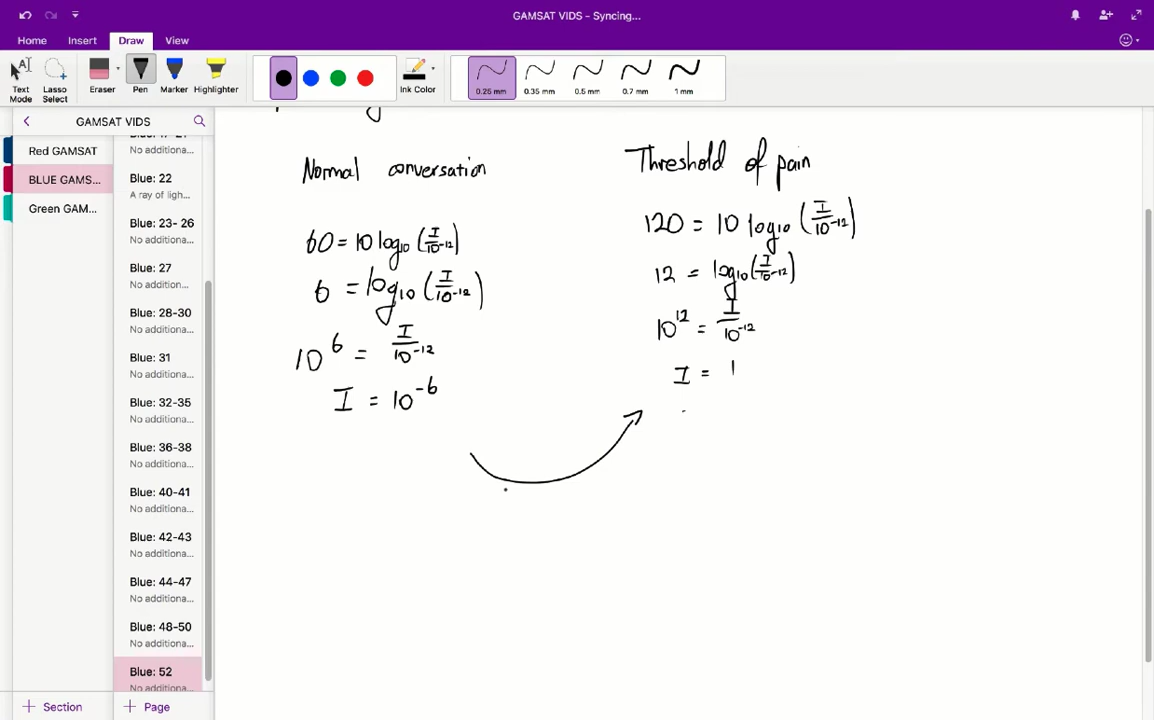 GAMSAT VIDS - Syncing...
Home Insert Draw View
Text Mode
Lasso Select
Eraser
Pen
Marker
Highlighter
Ink Color
0.25 mm
0.35 mm
0.5 mm
0.7 mm
1 mm
GAMSAT VIDS
Red GAMSAT
BLUE GAMS...
Green GAM...
No additiona...
Blue: 22
A ray of ligh...
Blue: 23- 26
No additiona...
Blue: 27
No addition...
Blue: 28-30
No additiona...
Blue: 31
No additiona...
Blue: 32-35
No additiona...
Blue: 36-38
No additiona...
Blue: 40-41
No additiona...
Blue: 42-43
No additiona...
Blue: 44-47
No additiona...
Blue: 48-50
No additiona...
Blue: 52
No additiona...
+ Section
+ Page
Normal conversation
60 = 10 log₁₀ (I/10⁻¹²)
6 = log₁₀ (I/10⁻¹²)
10⁶ = I/10⁻¹²
I = 10⁻⁶
Threshold of pain
120 = 10 log₁₀ (I/10⁻¹²)
12 = log₁₀ (I/10⁻¹²)
10¹² = I/10⁻¹²
I = 1